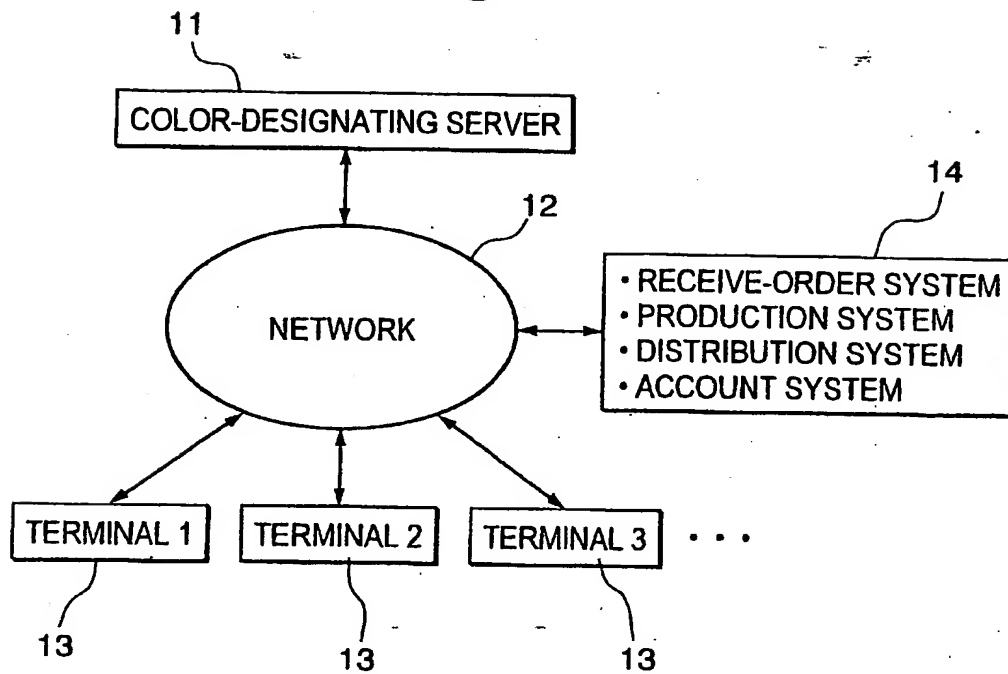 11
COLOR-DESIGNATING SERVER
12
14
NETWORK
• RECEIVE-ORDER SYSTEM
• PRODUCTION SYSTEM
• DISTRIBUTION SYSTEM
• ACCOUNT SYSTEM
TERMINAL 1
TERMINAL 2
TERMINAL 3
• • •
13
13
13